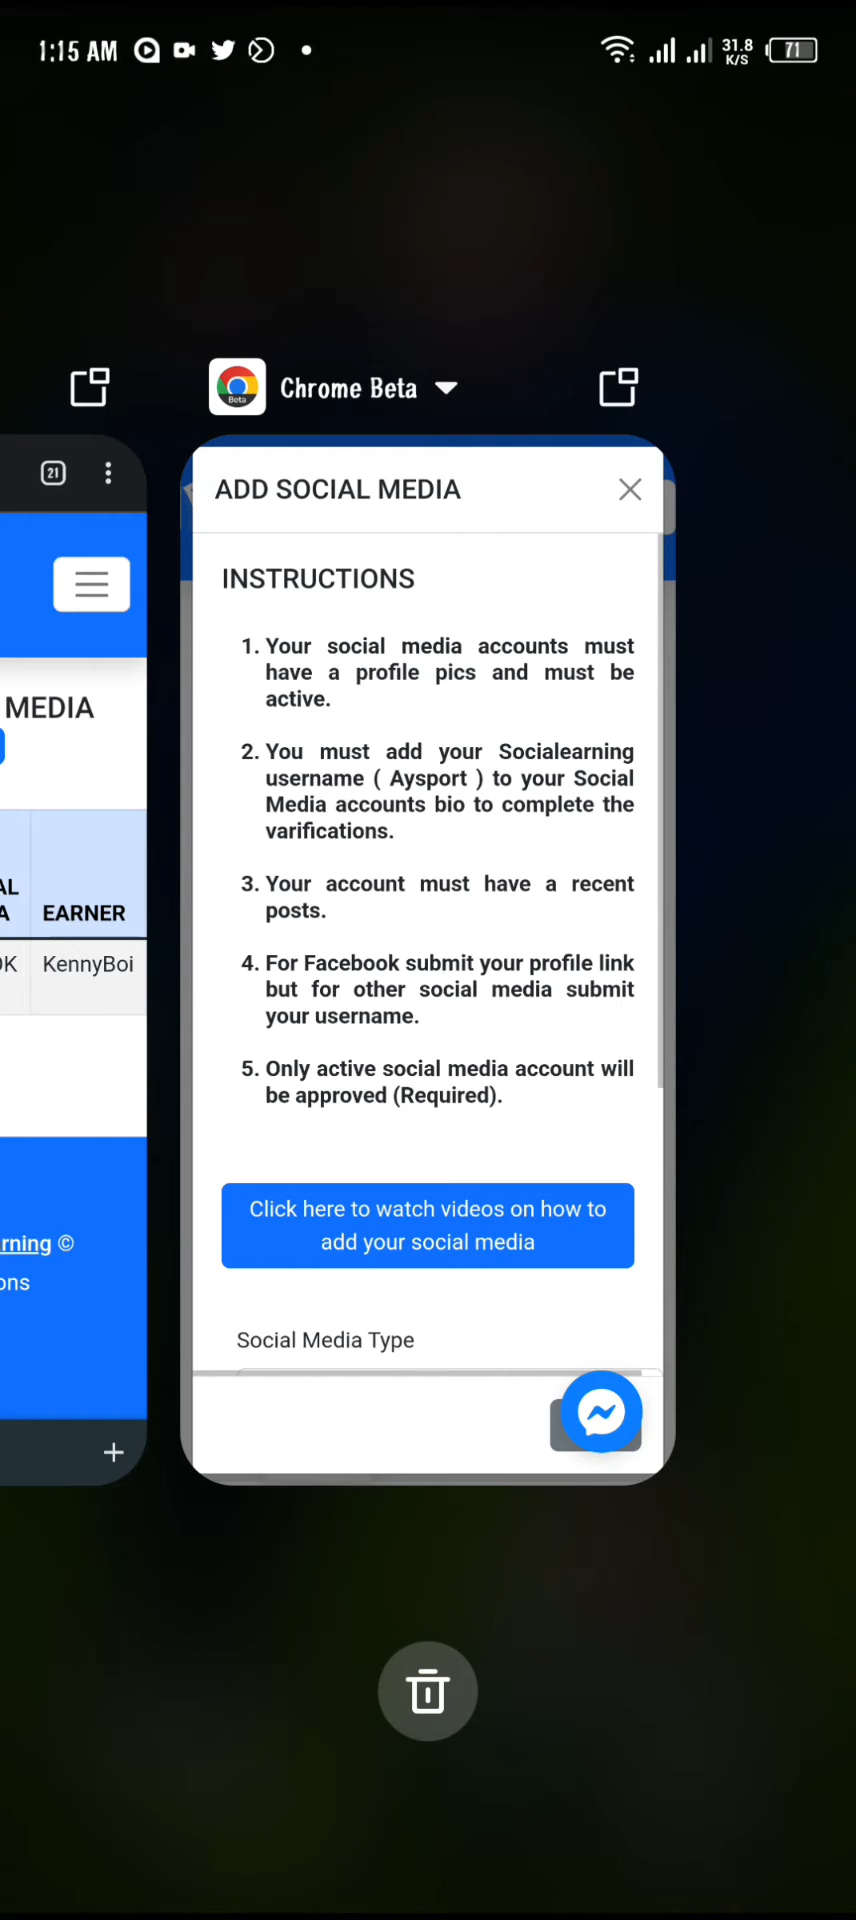 1:15 AM
31.8
K/S
71
Chrome Beta
Beta
21
MEDIA
EARNER
KennyBoi
rning ©
ons
ADD SOCIAL MEDIA
INSTRUCTIONS
1. Your social media accounts must
have a profile pics and must be
active.
2. You must add your Socialearning
username ( Aysport ) to your Social
Media accounts bio to complete the
varifications.
3. Your account must have a recent
posts.
4. For Facebook submit your profile link
but for other social media submit
your username.
5. Only active social media account will
be approved (Required).
Click here to watch videos on how to
add your social media
Social Media Type